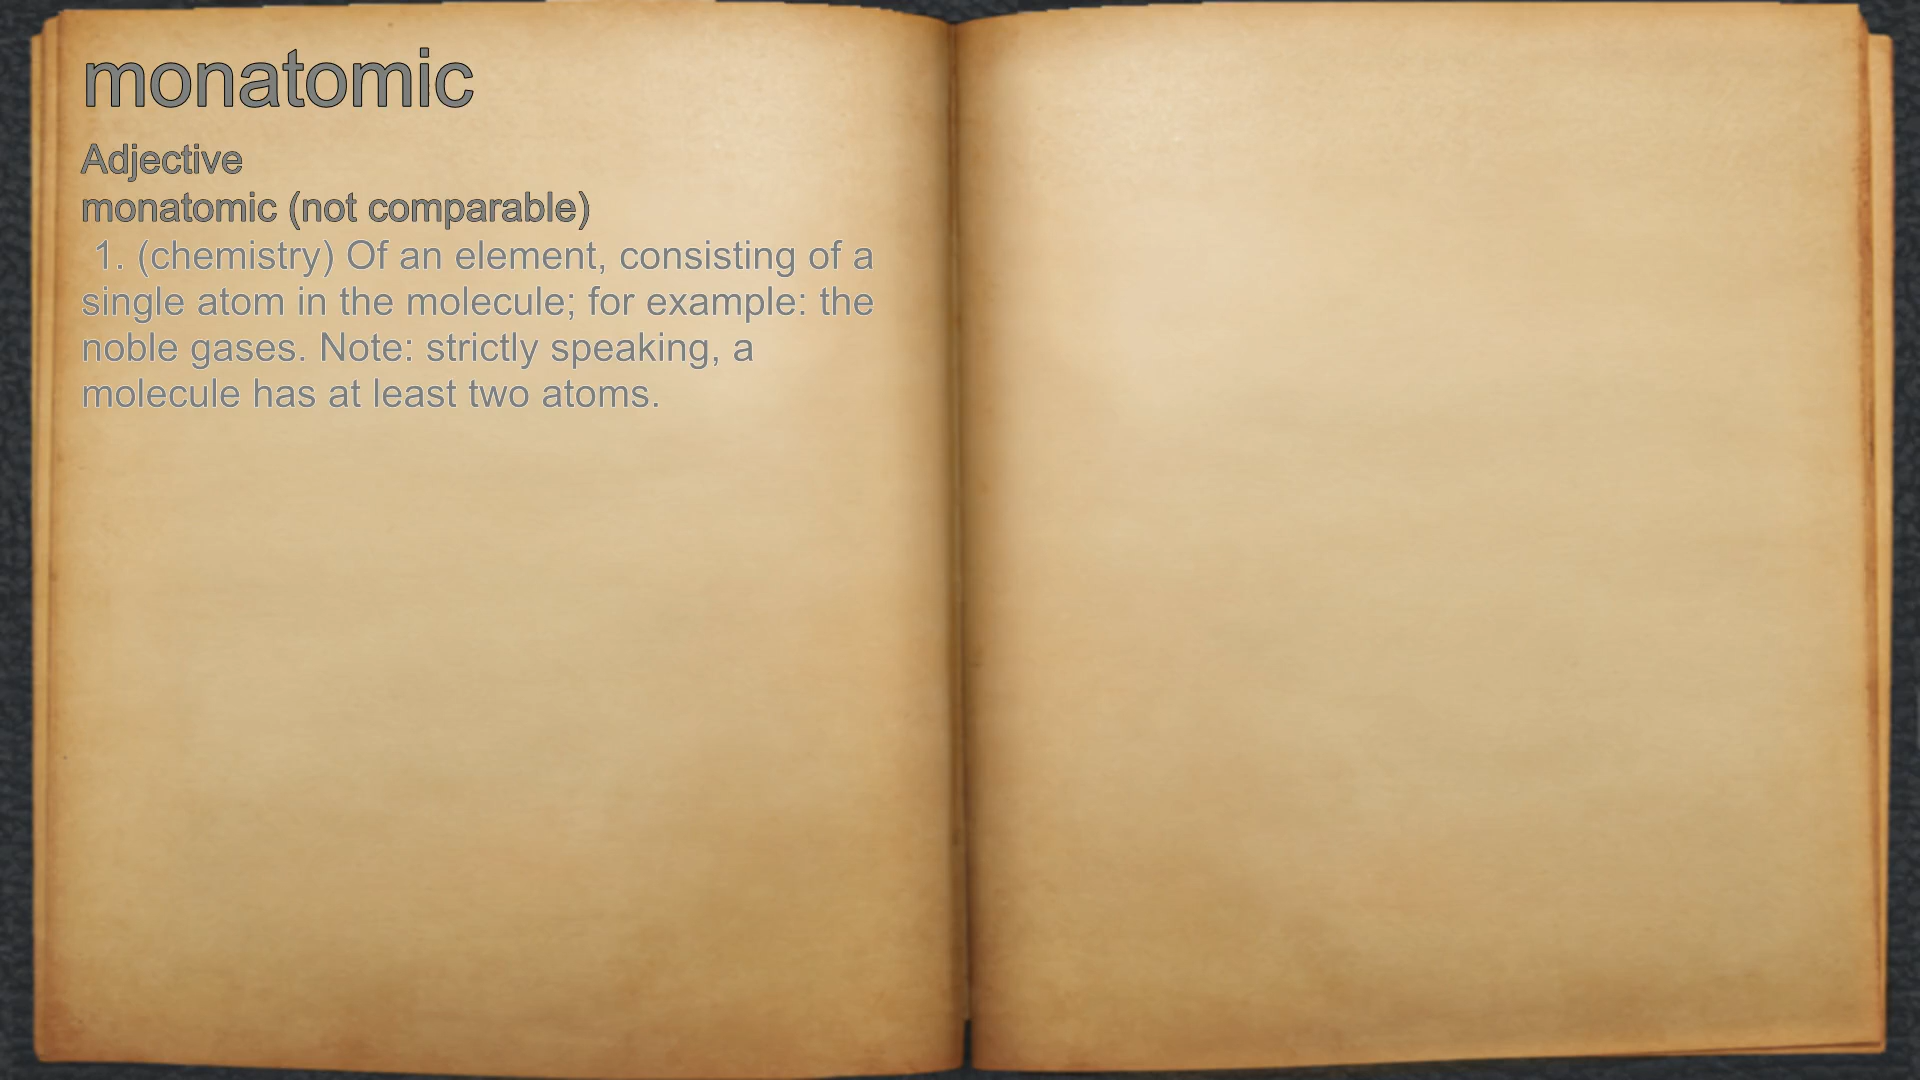 monatomic
Adjective
monatomic (not comparable)
1. (chemistry) Of an element, consisting of a
single atom in the molecule; for example: the
noble gases. Note: strictly speaking, a
molecule has at least two atoms.